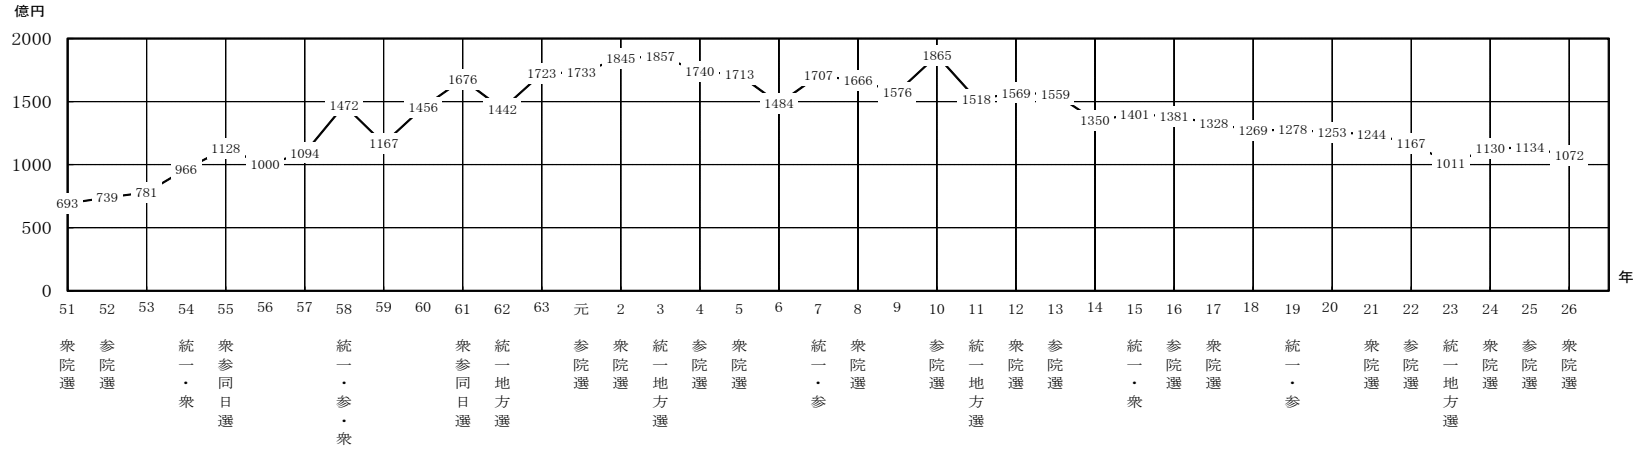 億円
2000
1500
1000
500
0
693 739 781 966 1128 1000 1094 1472 1167 1456 1676 1442 1723 1733 1845 1857 1740 1713 1484 1707 1666 1576 1865 1518 1569 1559 1350 1401 1381 1328 1269 1278 1253 1244 1167 1011 1130 1134 1072
年
51 52 53 54 55 56 57 58 59 60 61 62 63 元 2 3 4 5 6 7 8 9 10 11 12 13 14 15 16 17 18 19 20 21 22 23 24 25 26
衆院選
参院選
統一・衆
衆参同日選
統一・参・衆
衆参同日選
統一地方選
参院選
衆院選
統一地方選
参院選
衆院選
統一・参
衆院選
参院選
統一地方選
衆院選
参院選
統一・衆
参院選
衆院選
統一・参
衆院選
参院選
統一地方選
衆院選
参院選
衆院選